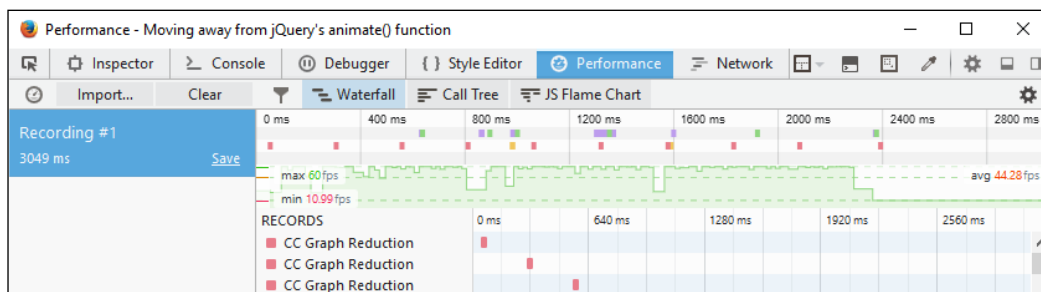 Performance - Moving away from jQuery's animate() function
Inspector Console Debugger { } Style Editor Performance Network
Import... Clear Waterfall Call Tree JS Flame Chart
Recording #1
3049 ms Save
0 ms 400 ms 800 ms 1200 ms 1600 ms 2000 ms 2400 ms 2800 ms
max 60 fps avg 44.28 fps
min 10.99 fps
RECORDS 0 ms 640 ms 1280 ms 1920 ms 2560 ms
CC Graph Reduction
CC Graph Reduction
CC Graph Reduction